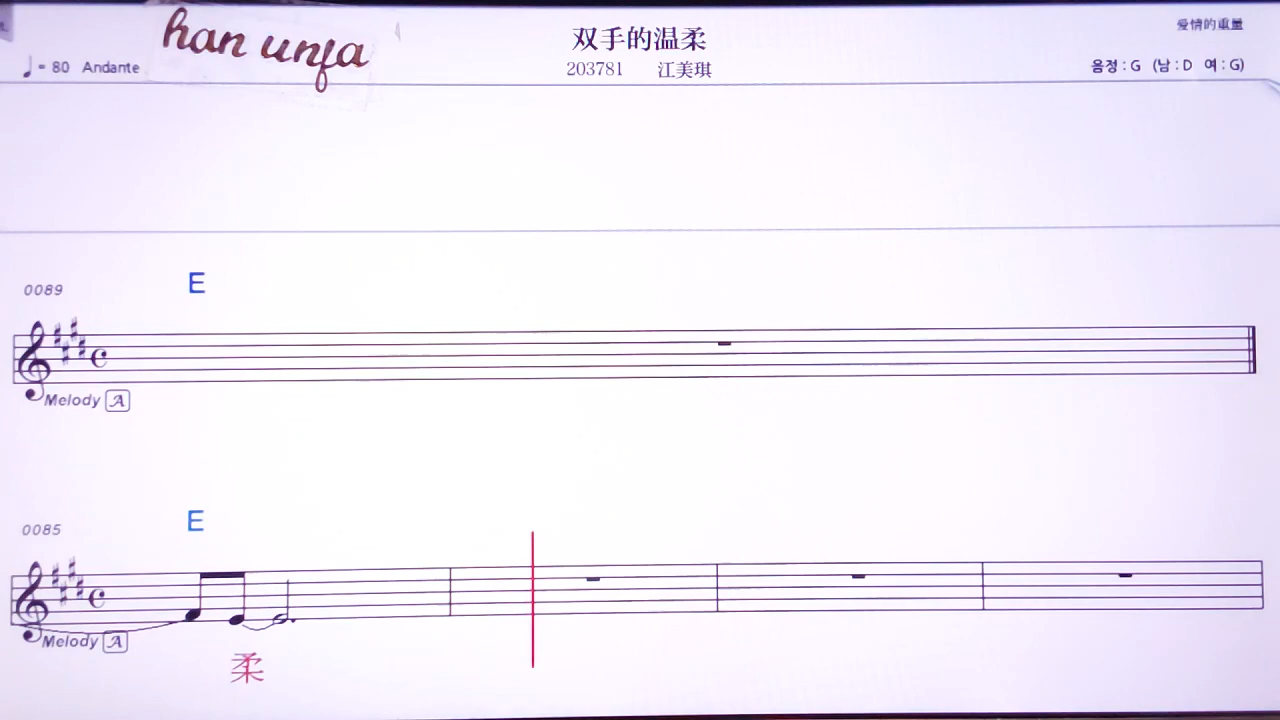 han unfa
双手的温柔
爱情的重量
♩ = 80 Andante
203781 江美琪
음정 : G (남 : D 여 : G)
0089
E
Melody A
0085
E
Melody A
柔